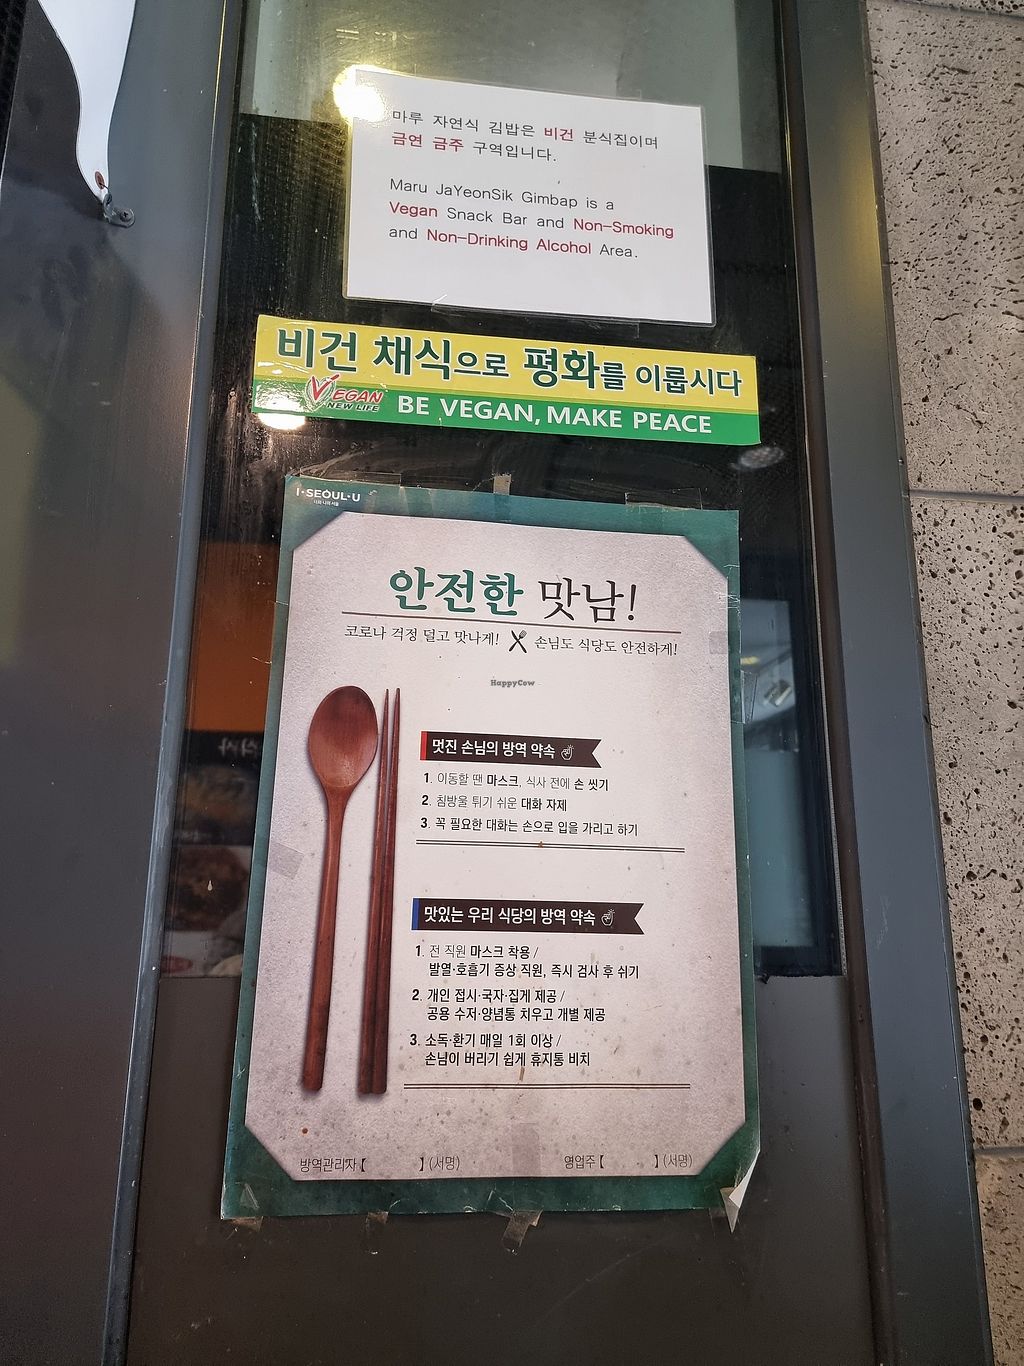 마루 자연식 김밥은 비건 분식집이며
금연 금주 구역입니다.
Maru JaYeonSik Gimbap is a
Vegan Snack Bar and Non-Smoking
and Non-Drinking Alcohol Area.
비건 채식으로 평화를 이룹시다
VEGAN
NEW LIFE
BE VEGAN, MAKE PEACE
I·SEOUL·U
너와 나의 서울
안전한 맛남!
코로나 걱정 덜고 맛나게! 손님도 식당도 안전하게!
HappyCow
멋진 손님의 방역 약속
1. 이동할 땐 마스크, 식사 전에 손 씻기
2. 침방울 튀기 쉬운 대화 자제
3. 꼭 필요한 대화는 손으로 입을 가리고 하기
맛있는 우리 식당의 방역 약속
1. 전 직원 마스크 착용 /
발열·호흡기 증상 직원, 즉시 검사 후 쉬기
2. 개인 접시·국자·집게 제공 /
공용 수저·양념통 치우고 개별 제공
3. 소독·환기 매일 1회 이상 /
손님이 버리기 쉽게 휴지통 비치
방역관리자【 】(서명) 영업주【 】(서명)